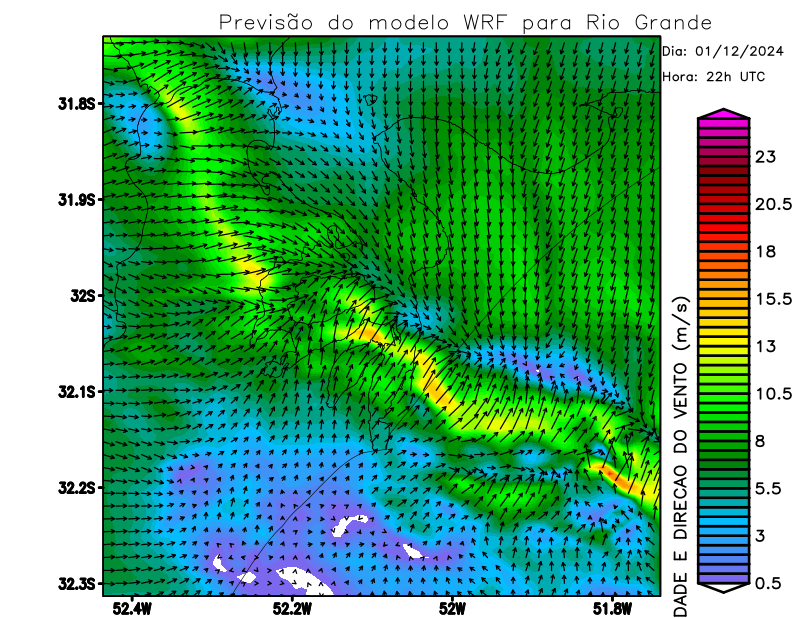 Previsão do modelo WRF para Rio Grande
Dia: 01/12/2024
Hora: 22h UTC
31.8S
31.9S
32S
32.1S
32.2S
32.3S
52.4W
52.2W
52W
51.8W
23
20.5
18
15.5
13
10.5
8
5.5
3
0.5
DADE E DIRECAO DO VENTO (m/s)